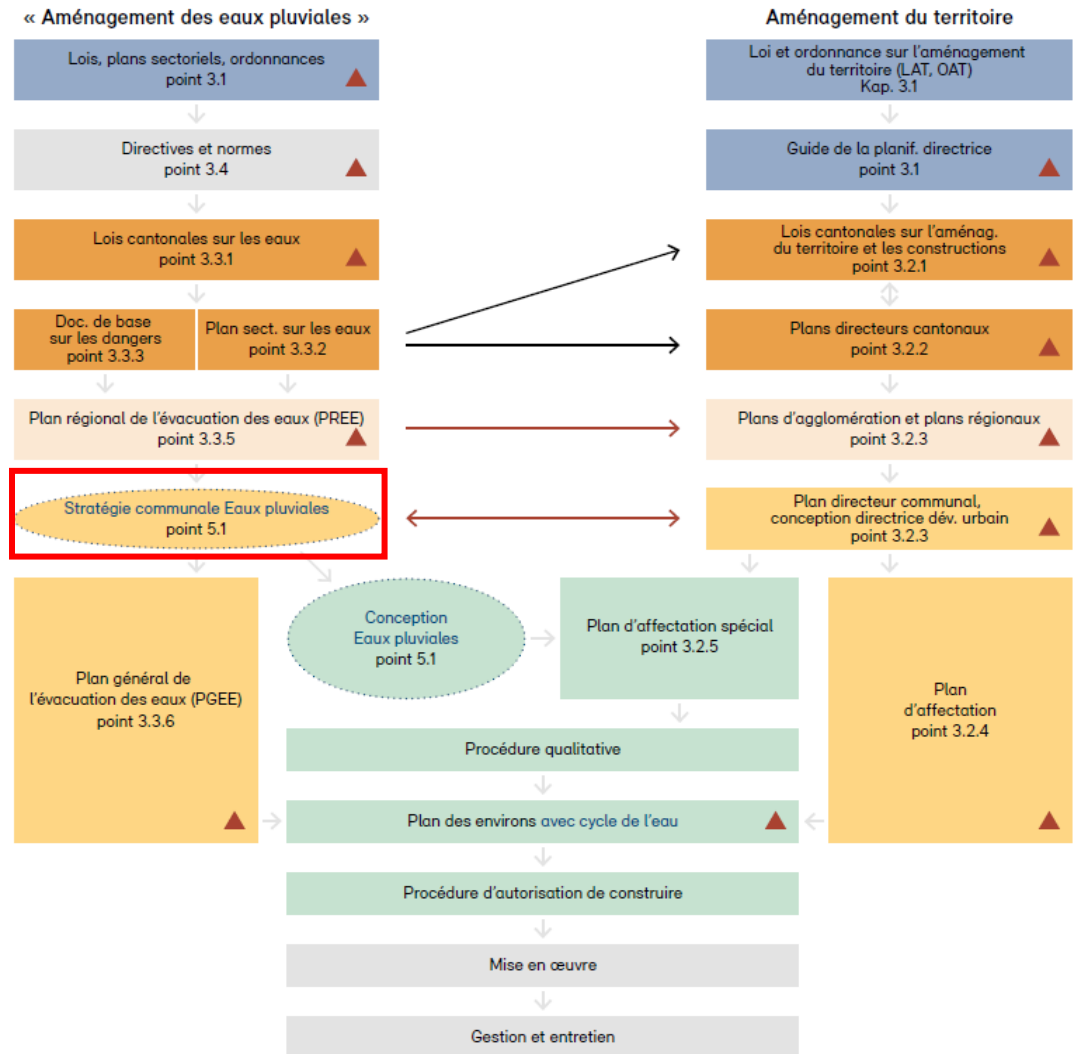 « Aménagement des eaux pluviales »
Aménagement du territoire
Lois, plans sectoriels, ordonnances
point 3.1
Loi et ordonnance sur l'aménagement
du territoire (LAT, OAT)
Kap. 3.1
Directives et normes
point 3.4
Guide de la planif. directrice
point 3.1
Lois cantonales sur les eaux
point 3.3.1
Lois cantonales sur l'aménag.
du territoire et les constructions
point 3.2.1
Doc. de base
sur les dangers
point 3.3.3
Plan sect. sur les eaux
point 3.3.2
Plans directeurs cantonaux
point 3.2.2
Plan régional de l'évacuation des eaux (PREE)
point 3.3.5
Plans d'agglomération et plans régionaux
point 3.2.3
Stratégie communale Eaux pluviales
point 5.1
Plan directeur communal,
conception directrice dév. urbain
point 3.2.3
Conception
Eaux pluviales
point 5.1
Plan d'affectation spécial
point 3.2.5
Plan général de
l'évacuation des eaux (PGEE)
point 3.3.6
Plan
d'affectation
point 3.2.4
Procédure qualitative
Plan des environs avec cycle de l'eau
Procédure d'autorisation de construire
Mise en œuvre
Gestion et entretien